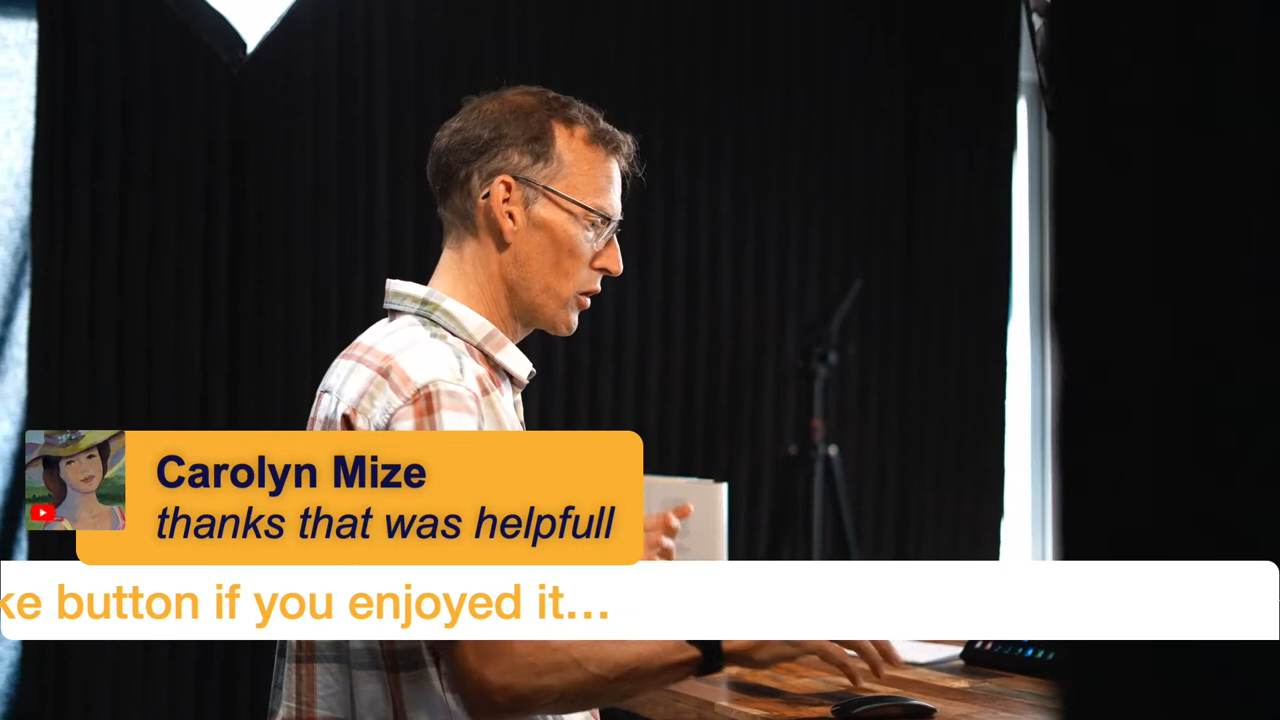 Carolyn Mize
thanks that was helpfull
ke button if you enjoyed it...